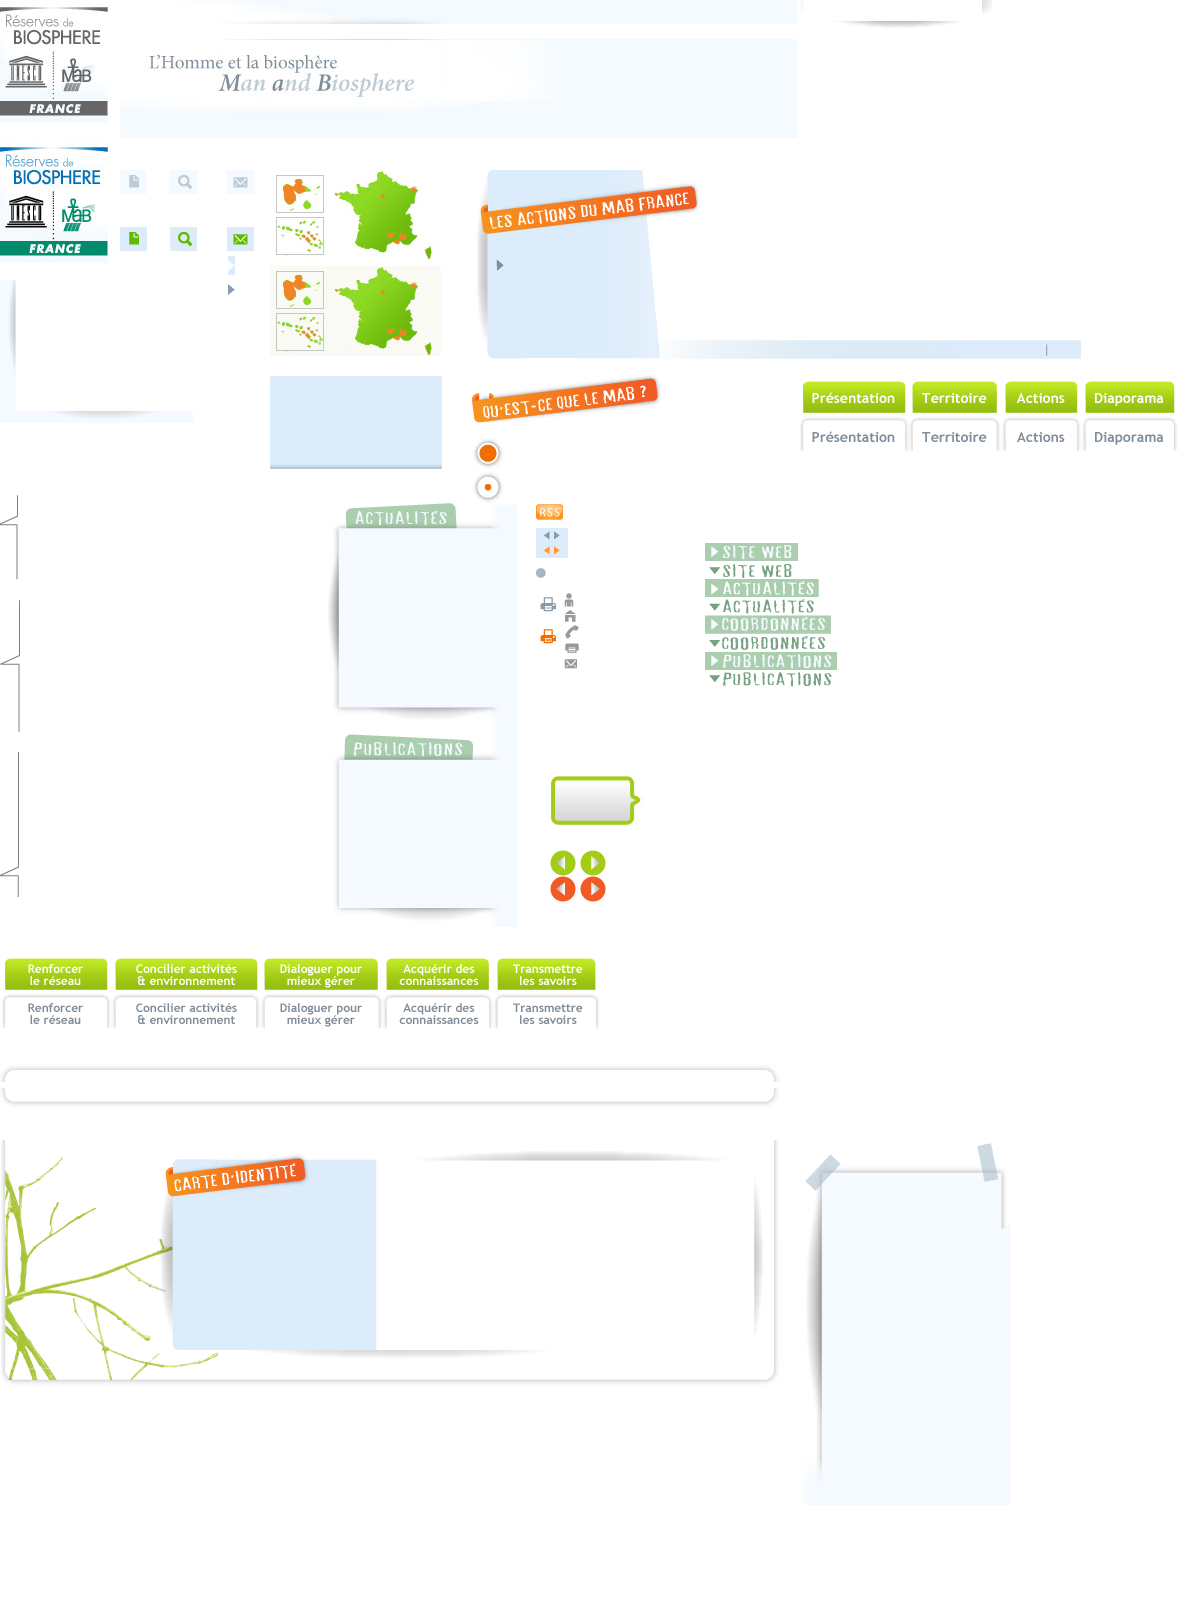 Réserves de
BIOSPHERE
UNESCO
MAB
FRANCE
L'Homme et la biosphère
Man and Biosphere
Réserves de
BIOSPHERE
UNESCO
MAB
FRANCE
LES ACTIONS DU MAB FRANCE
QU'EST-CE QUE LE MAB ?
Présentation Territoire Actions Diaporama
Présentation Territoire Actions Diaporama
ACTUALITÉS
RSS
SITE WEB
SITE WEB
ACTUALITÉS
ACTUALITÉS
COORDONNÉES
COORDONNÉES
PUBLICATIONS
PUBLICATIONS
PUBLICATIONS
Renforcer
le réseau
Concilier activités
& environnement
Dialoguer pour
mieux gérer
Acquérir des
connaissances
Transmettre
les savoirs
Renforcer
le réseau
Concilier activités
& environnement
Dialoguer pour
mieux gérer
Acquérir des
connaissances
Transmettre
les savoirs
CARTE D'IDENTITÉ